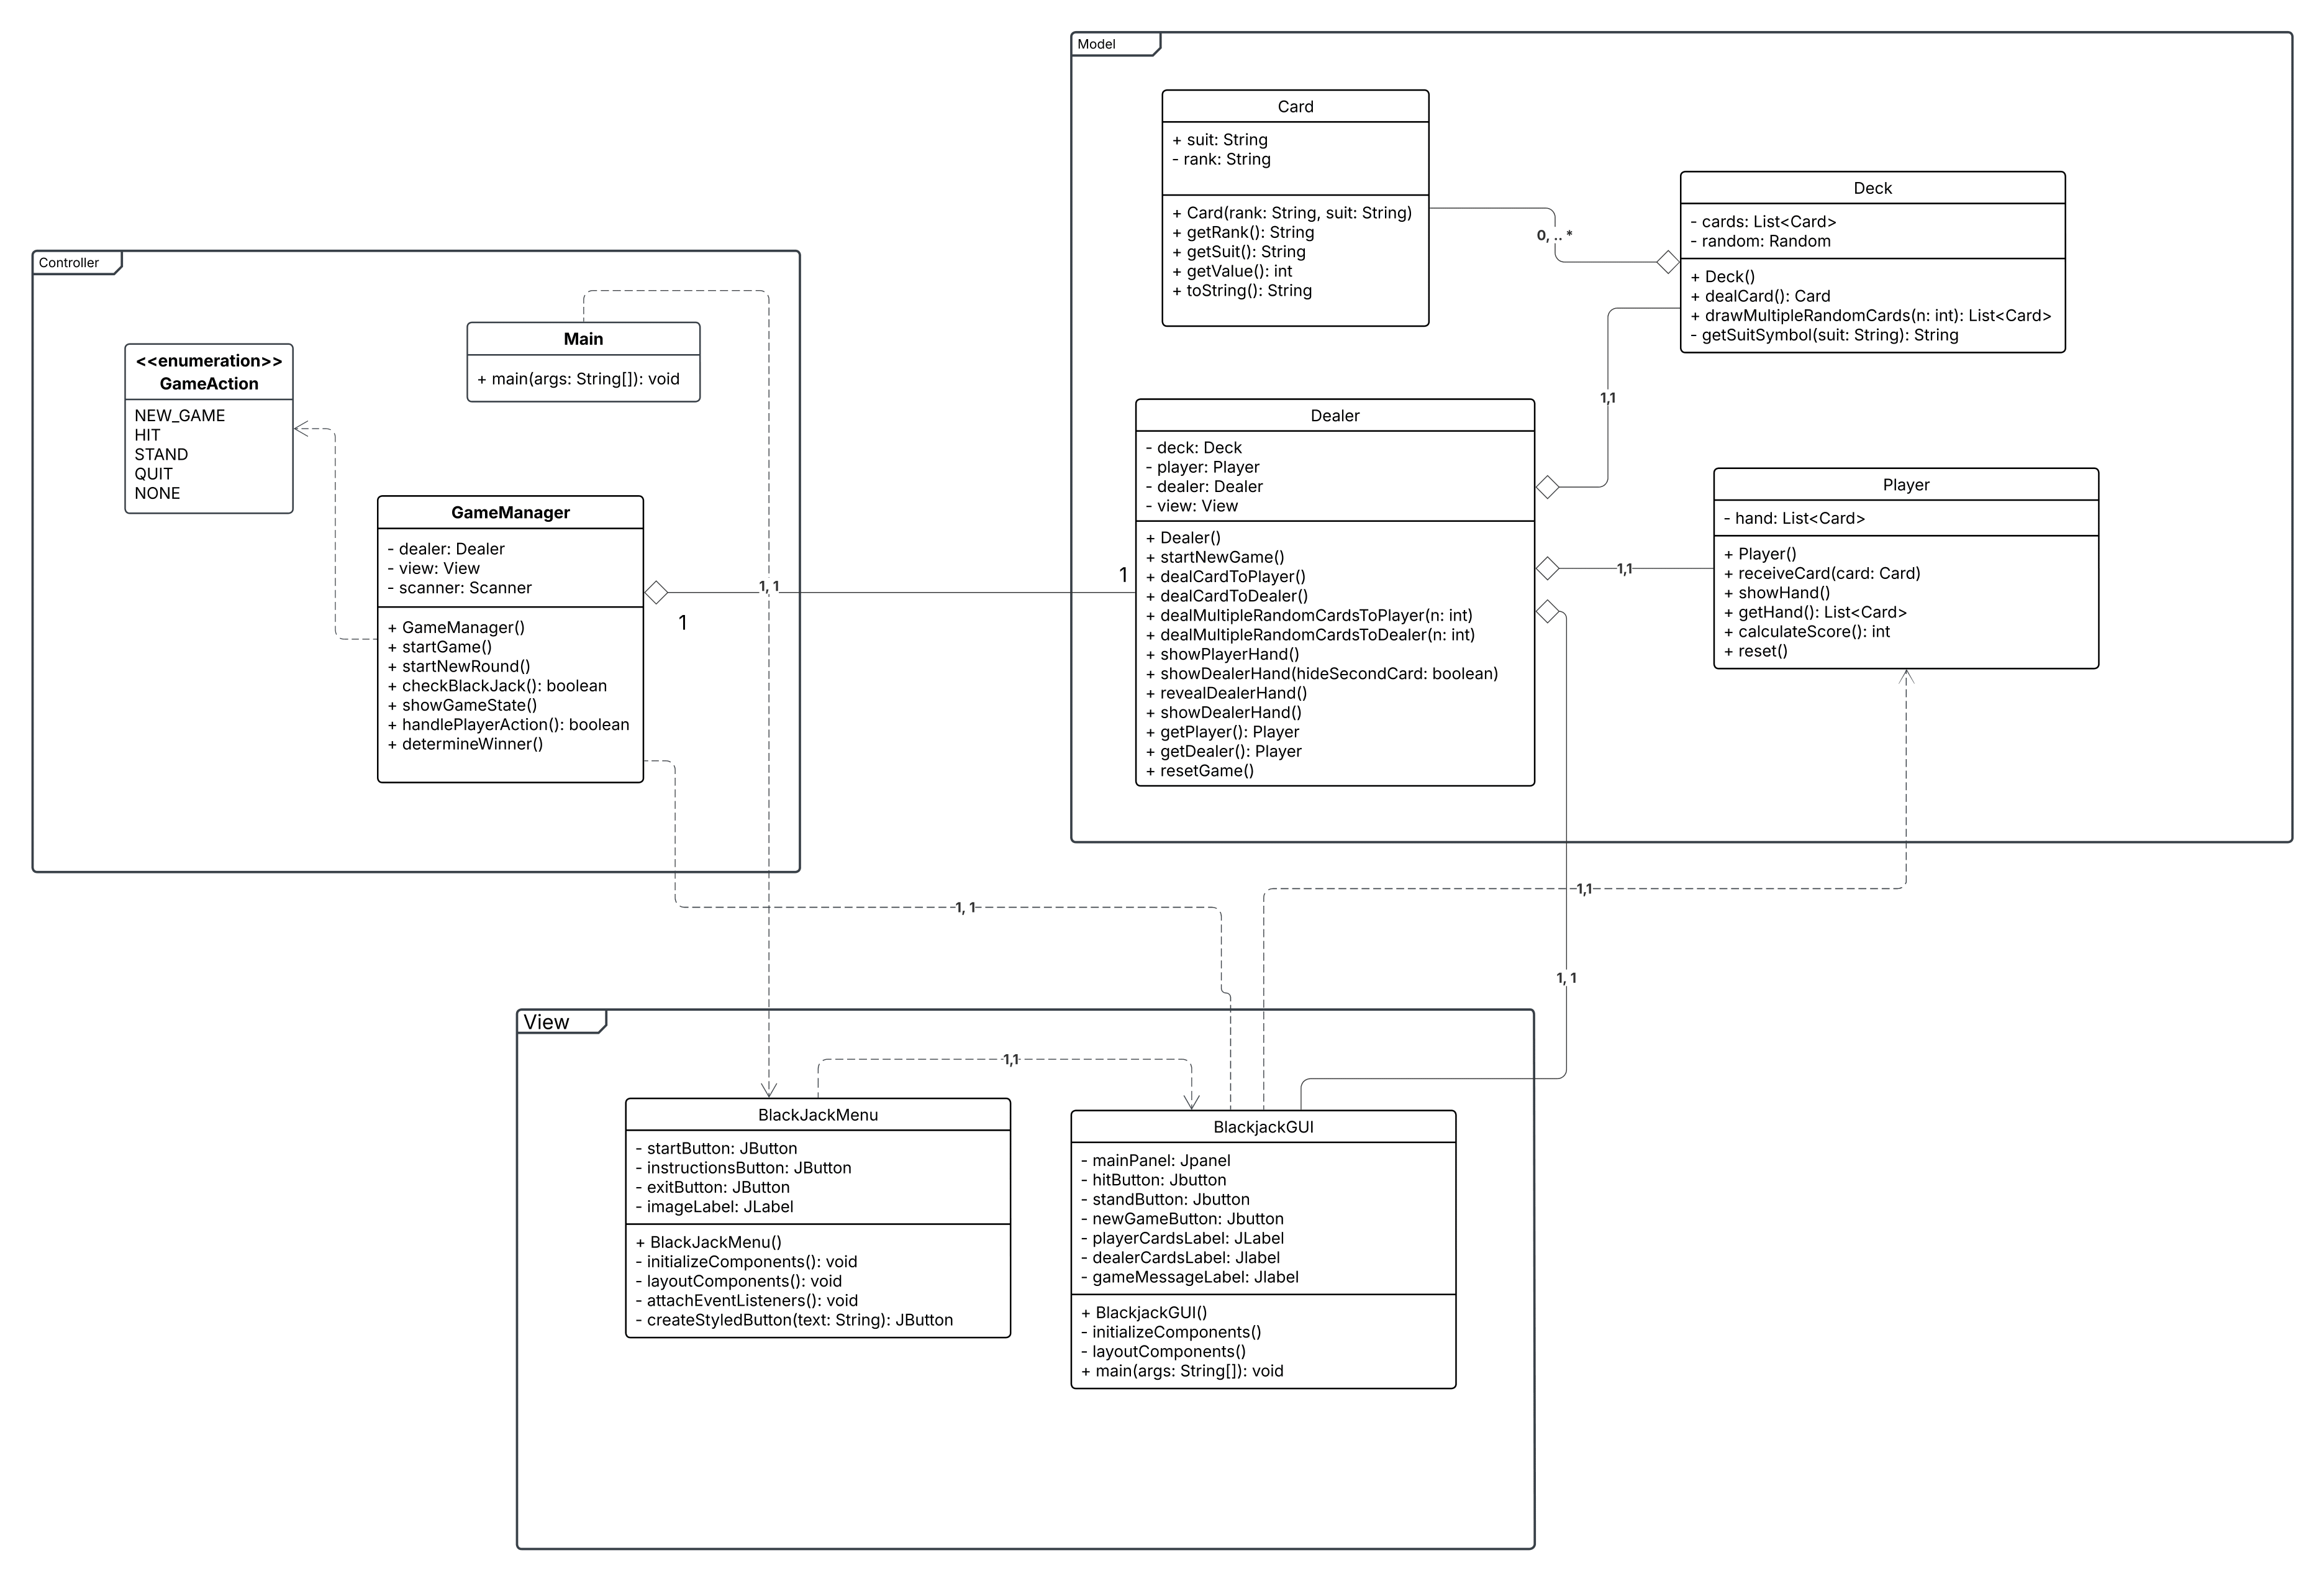 Model
Card
+ suit: String
- rank: String
+ Card(rank: String, suit: String)
+ getRank(): String
+ getSuit(): String
+ getValue(): int
+ toString(): String
0, .. *
Deck
- cards: List<Card>
- random: Random
+ Deck()
+ dealCard(): Card
+ drawMultipleRandomCards(n: int): List<Card>
- getSuitSymbol(suit: String): String
1,1
Dealer
- deck: Deck
- player: Player
- dealer: Dealer
- view: View
+ Dealer()
+ startNewGame()
+ dealCardToPlayer()
+ dealCardToDealer()
+ dealMultipleRandomCardsToPlayer(n: int)
+ dealMultipleRandomCardsToDealer(n: int)
+ showPlayerHand()
+ showDealerHand(hideSecondCard: boolean)
+ revealDealerHand()
+ showDealerHand()
+ getPlayer(): Player
+ getDealer(): Player
+ resetGame()
1,1
Player
- hand: List<Card>
+ Player()
+ receiveCard(card: Card)
+ showHand()
+ getHand(): List<Card>
+ calculateScore(): int
+ reset()
Controller
Main
+ main(args: String[]): void
<<enumeration>>
GameAction
NEW_GAME
HIT
STAND
QUIT
NONE
GameManager
- dealer: Dealer
- view: View
- scanner: Scanner
+ GameManager()
+ startGame()
+ startNewRound()
+ checkBlackJack(): boolean
+ showGameState()
+ handlePlayerAction(): boolean
+ determineWinner()
1
1, 1
1
1,1
1, 1
1, 1
View
1,1
BlackJackMenu
- startButton: JButton
- instructionsButton: JButton
- exitButton: JButton
- imageLabel: JLabel
+ BlackJackMenu()
- initializeComponents(): void
- layoutComponents(): void
- attachEventListeners(): void
- createStyledButton(text: String): JButton
BlackjackGUI
- mainPanel: Jpanel
- hitButton: Jbutton
- standButton: Jbutton
- newGameButton: Jbutton
- playerCardsLabel: JLabel
- dealerCardsLabel: Jlabel
- gameMessageLabel: Jlabel
+ BlackjackGUI()
- initializeComponents()
- layoutComponents()
+ main(args: String[]): void